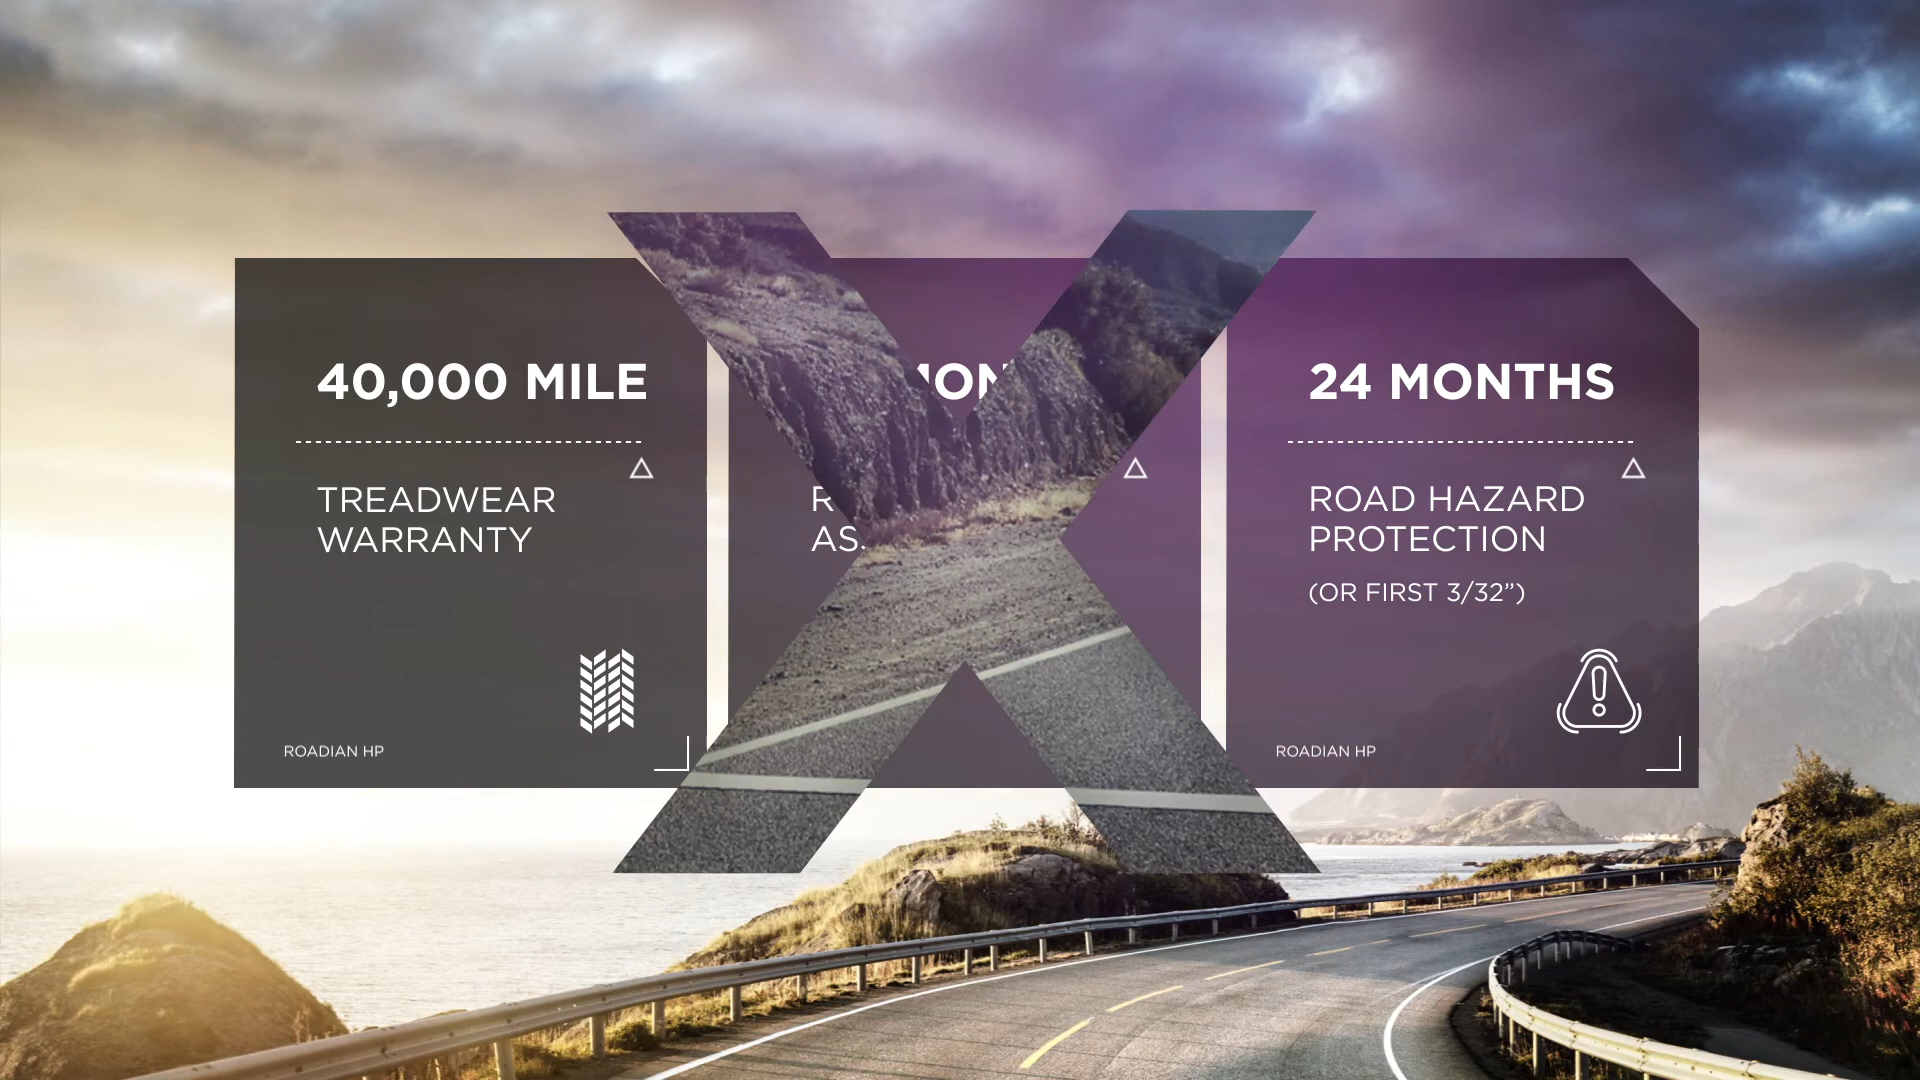 40,000 MILE
TREADWEAR
WARRANTY
ROADIAN HP
24 MONTHS
ROAD HAZARD
PROTECTION
(OR FIRST 3/32”)
ROADIAN HP